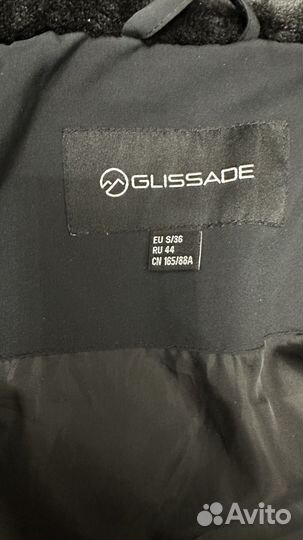 GLISSADE
EU S/36
RU 44
CN 165/88A
Avito